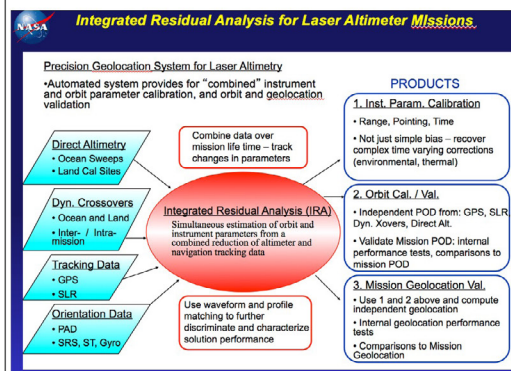 NASA
Integrated Residual Analysis for Laser Altimeter MIssions
Precision Geolocation System for Laser Altimetry
•Automated system provides for “combined” instrument
and orbit parameter calibration, and orbit and geolocation
validation
Direct Altimetry
• Ocean Sweeps
• Land Cal Sites
Dyn. Crossovers
• Ocean and Land
• Inter- / Intra-
mission
Tracking Data
• GPS
• SLR
Orientation Data
• PAD
• SRS, ST, Gyro
Combine data over
mission life time – track
changes in parameters
Integrated Residual Analysis (IRA)
Simultaneous estimation of orbit and
instrument parameters from a
combined reduction of altimeter and
navigation tracking data
Use waveform and profile
matching to further
discriminate and characterize
solution performance
PRODUCTS
1. Inst. Param. Calibration
• Range, Pointing, Time
• Not just simple bias – recover
complex time varying corrections
(environmental, thermal)
2. Orbit Cal. / Val.
• Independent POD from: GPS, SLR,
Dyn. Xovers, Direct Alt.
• Validate Mission POD: internal
performance tests, comparisons to
mission POD
3. Mission Geolocation Val.
• Use 1 and 2 above and compute
independent geolocation
• Internal geolocation performance
tests
• Comparisons to Mission
Geolocation